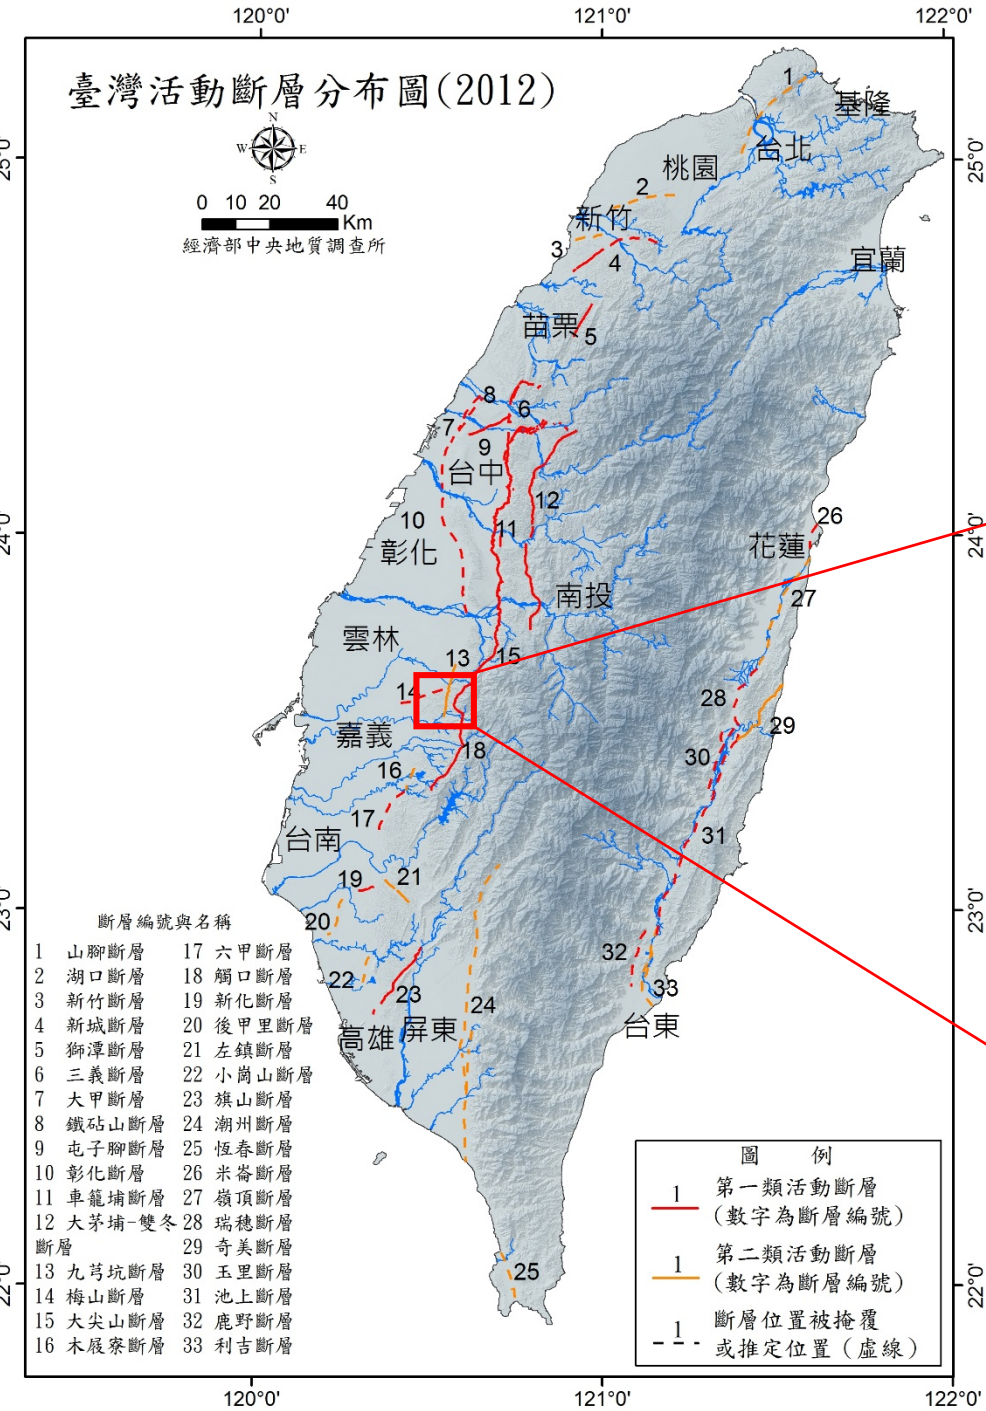 120°0' 121°0' 122°0'
臺灣活動斷層分布圖(2012)
N
W E
S
0 10 20 40
Km
經濟部中央地質調查所
25°0' 25°0'
24°0' 24°0'
23°0' 23°0'
22°0' 22°0'
1
基隆
台北
桃園
2
新竹
3
4
宜蘭
苗栗
5
8
6
7
9
台中
12
10
11
彰化
26
花蓮
南投
27
雲林
13
15
14
28
嘉義
29
18
30
16
17
台南
31
19
21
20
32
22
33
23
24
高雄
屏東
台東
25
斷層編號與名稱
1 山腳斷層 17 六甲斷層
2 湖口斷層 18 觸口斷層
3 新竹斷層 19 新化斷層
4 新城斷層 20 後甲里斷層
5 獅潭斷層 21 左鎮斷層
6 三義斷層 22 小崗山斷層
7 大甲斷層 23 旗山斷層
8 鐵砧山斷層 24 潮州斷層
9 屯子腳斷層 25 恆春斷層
10 彰化斷層 26 米崙斷層
11 車籠埔斷層 27 嶺頂斷層
12 大茅埔-雙冬 28 瑞穗斷層
斷層 29 奇美斷層
13 九芎坑斷層 30 玉里斷層
14 梅山斷層 31 池上斷層
15 大尖山斷層 32 鹿野斷層
16 木屐寮斷層 33 利吉斷層
圖 例
1 第一類活動斷層
(數字為斷層編號)
1 第二類活動斷層
(數字為斷層編號)
1 斷層位置被掩覆
或推定位置（虛線）
120°0' 121°0' 122°0'